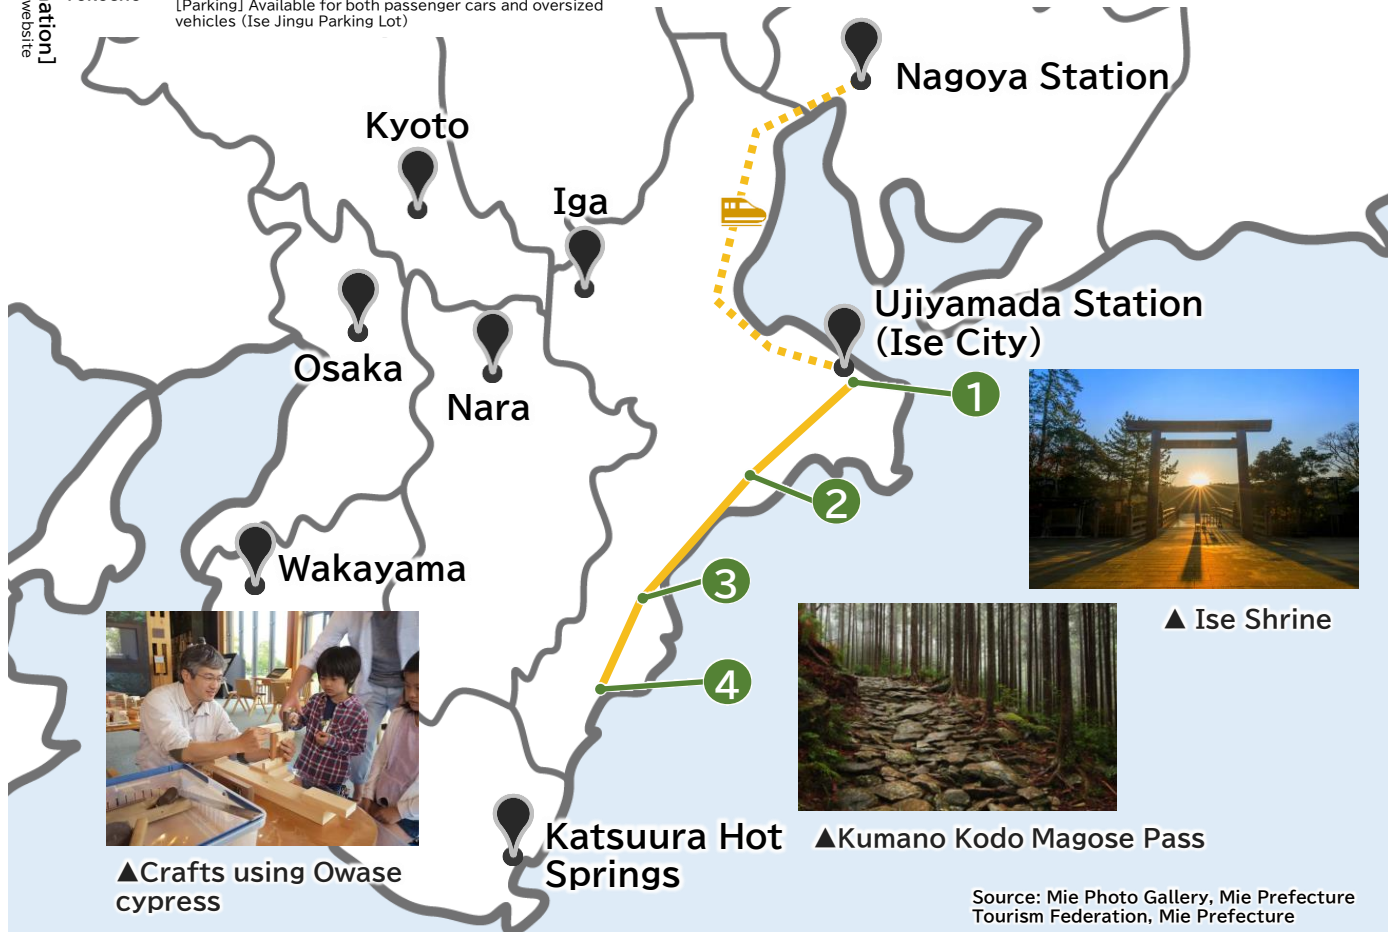 ation]
website
[Parking] Available for both passenger cars and oversized
vehicles (Ise Jingu Parking Lot)
Nagoya Station
Kyoto
Iga
Ujiyamada Station
(Ise City)
Osaka
Nara
1
2
Wakayama
3
▲ Ise Shrine
4
Katsuura Hot
Springs
▲Kumano Kodo Magose Pass
▲Crafts using Owase
cypress
Source: Mie Photo Gallery, Mie Prefecture
Tourism Federation, Mie Prefecture